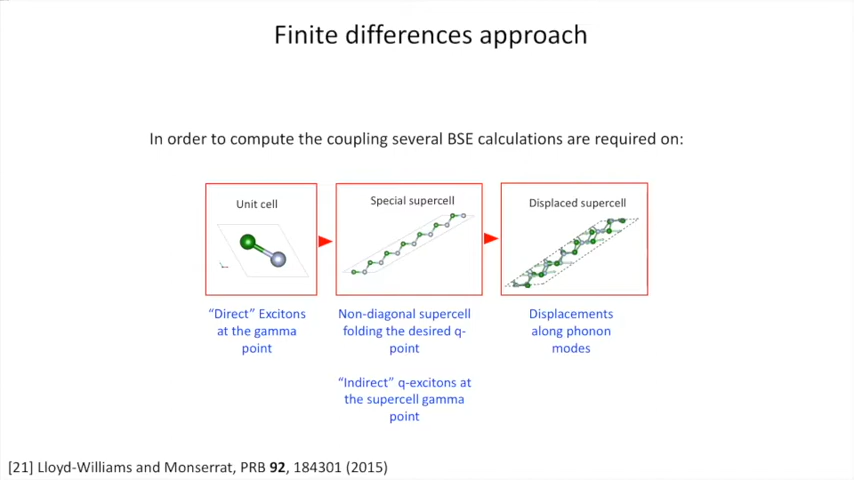 Finite differences approach
In order to compute the coupling several BSE calculations are required on:
Unit cell
Special supercell
Displaced supercell
“Direct” Excitons
at the gamma
point
Non-diagonal supercell
folding the desired q-
point
Displacements
along phonon
modes
“Indirect” q-excitons at
the supercell gamma
point
[21] Lloyd-Williams and Monserrat, PRB 92, 184301 (2015)